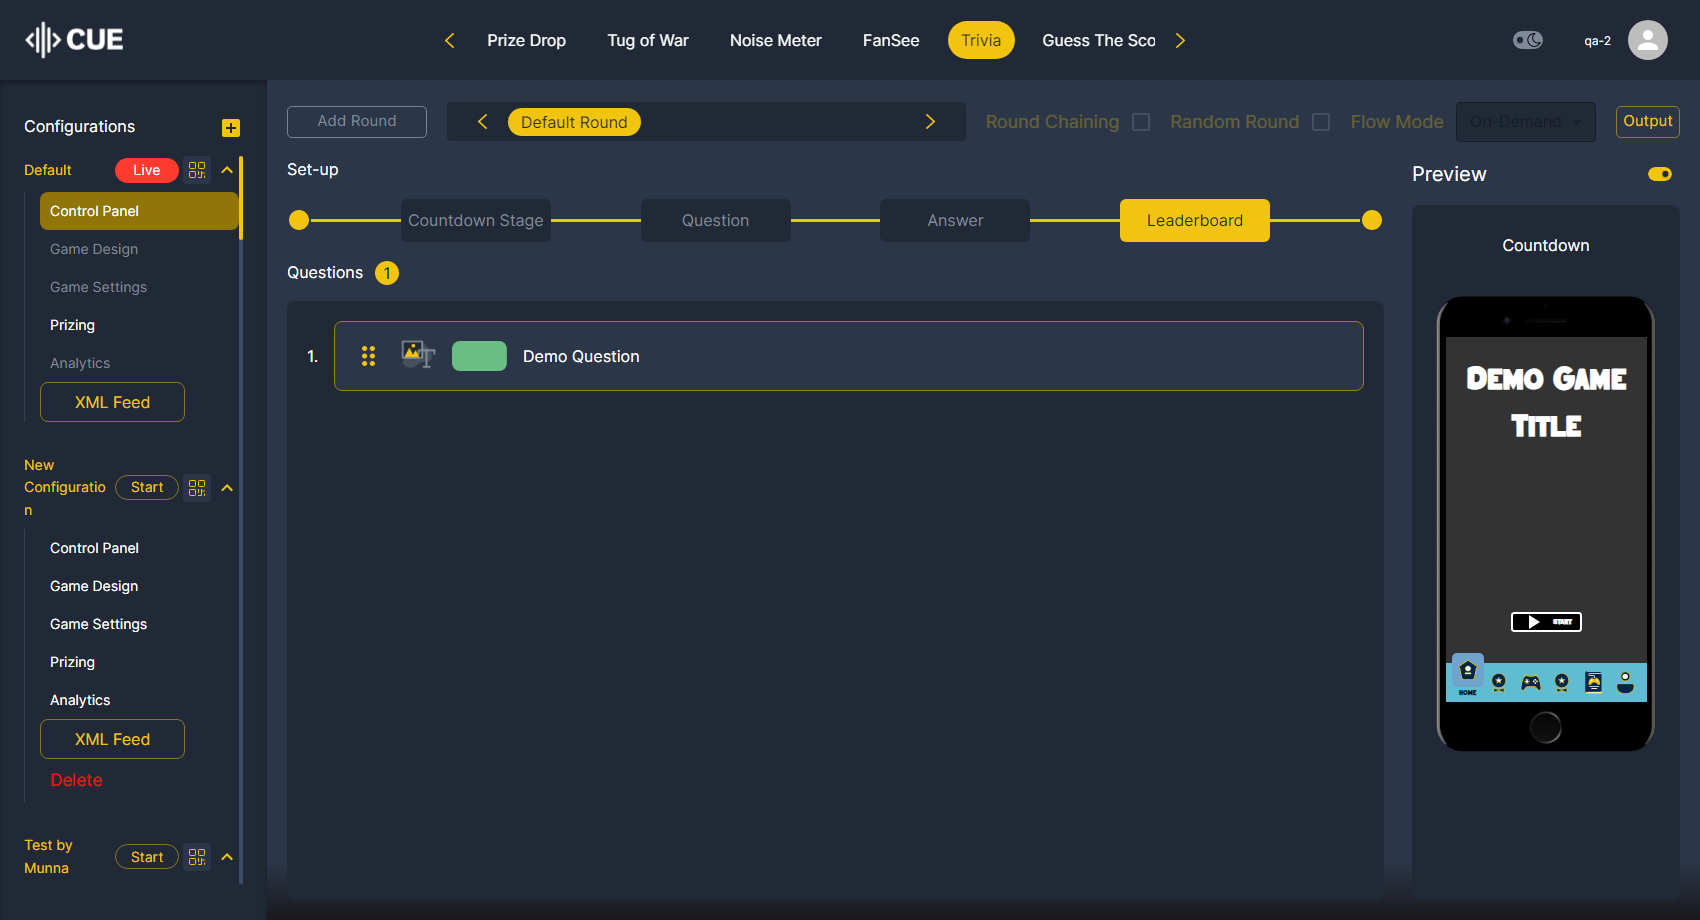 CUE
Prize Drop
Tug of War
Noise Meter
FanSee
Trivia
Guess The Sco
qa-2
Configurations
Default
Live
Control Panel
Game Design
Game Settings
Prizing
Analytics
XML Feed
New
Configuratio
n
Start
Control Panel
Game Design
Game Settings
Prizing
Analytics
XML Feed
Delete
Test by
Munna
Start
Add Round
Default Round
Round Chaining
Random Round
Flow Mode
On-Demand
Output
Set-up
Countdown Stage
Question
Answer
Leaderboard
Questions 1
1. Demo Question
Preview
Countdown
Demo Game
Title
START
HOME